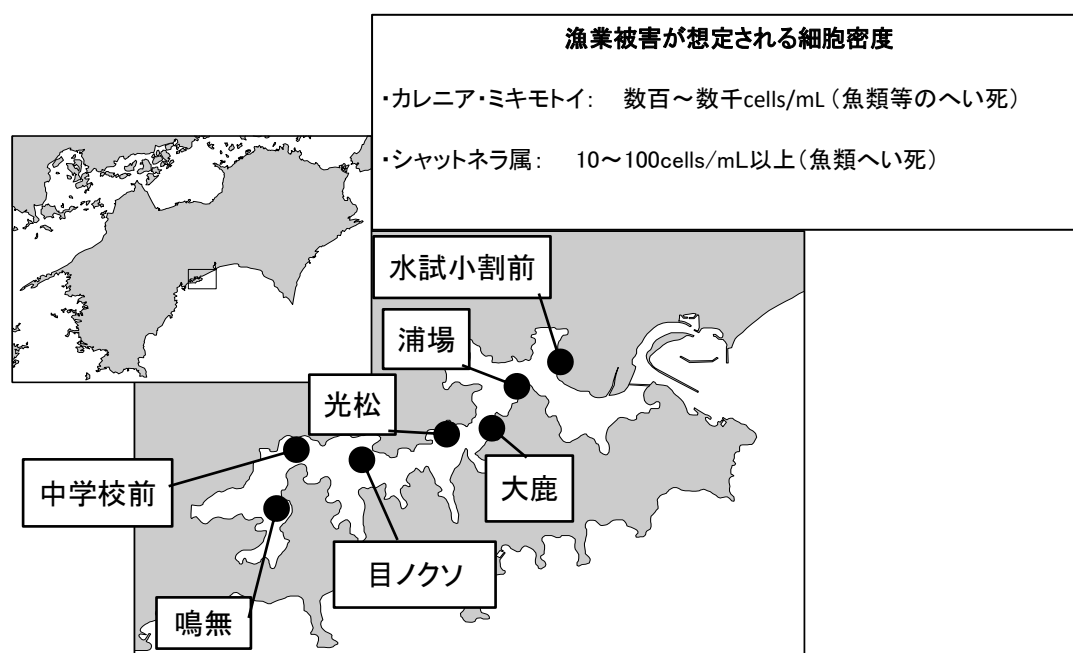 漁業被害が想定される細胞密度
・カレニア・ミキモトイ： 数百～数千cells/mL（魚類等のへい死）
・シャットネラ属： 10～100cells/mL以上（魚類へい死）
水試小割前
浦場
光松
中学校前
大鹿
目ノクソ
鳴無